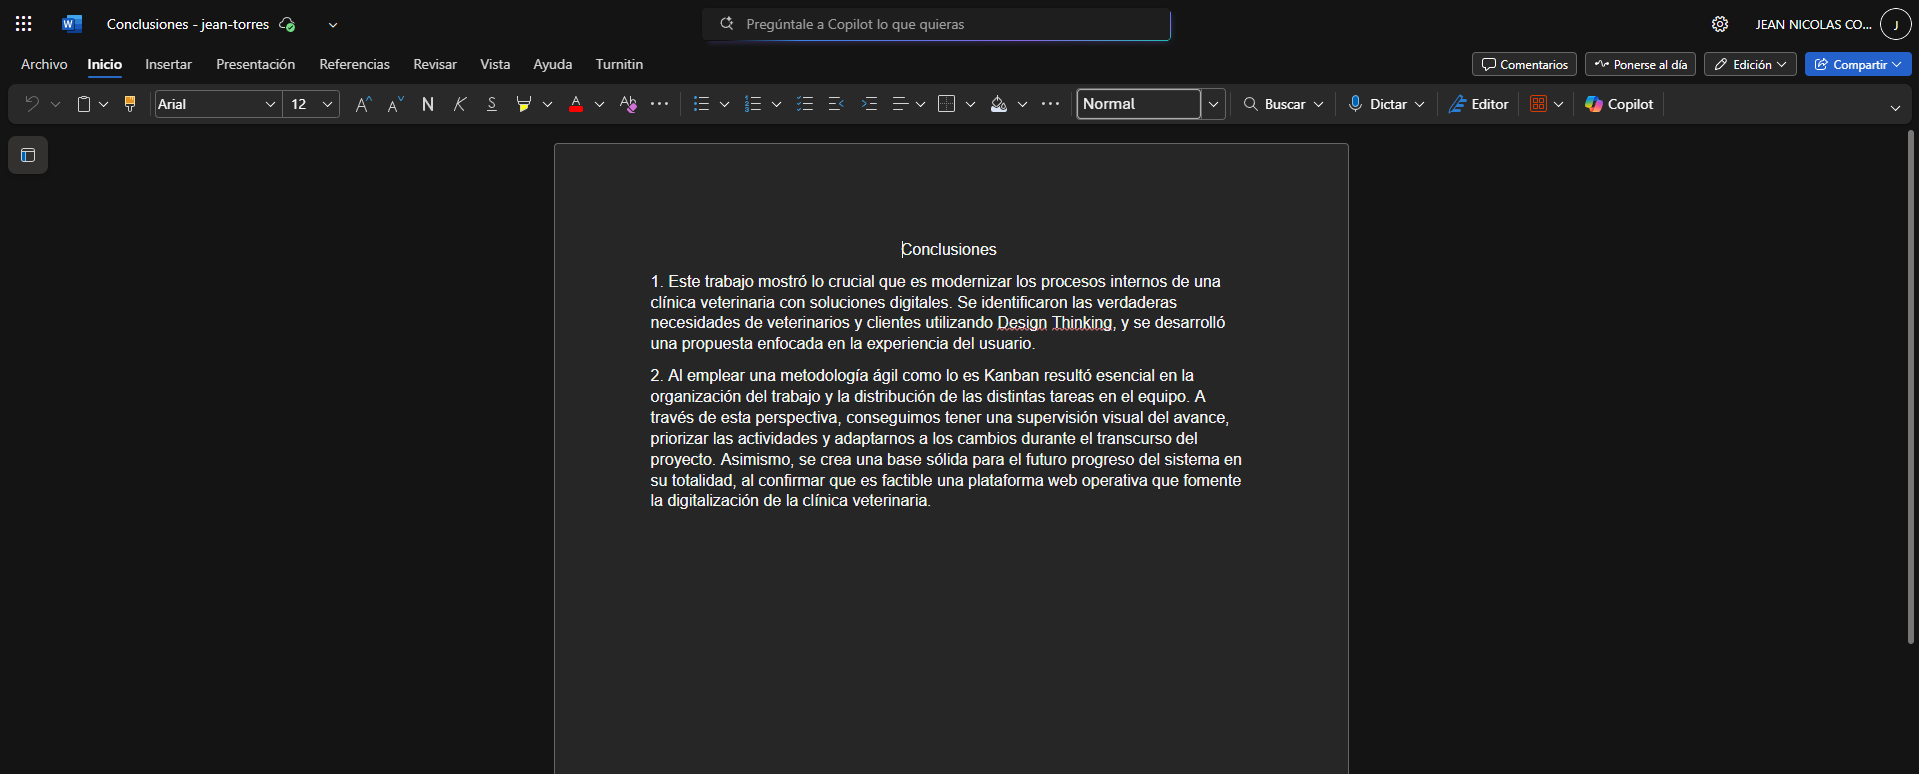 Conclusiones - jean-torres
Pregúntale a Copilot lo que quieras
JEAN NICOLAS CO...
J
Archivo
Inicio
Insertar
Presentación
Referencias
Revisar
Vista
Ayuda
Turnitin
Comentarios
Ponerse al día
Edición
Compartir
Arial
12
N
K
S
Normal
Buscar
Dictar
Editor
Copilot
Conclusiones
1. Este trabajo mostró lo crucial que es modernizar los procesos internos de una
clínica veterinaria con soluciones digitales. Se identificaron las verdaderas
necesidades de veterinarios y clientes utilizando Design Thinking, y se desarrolló
una propuesta enfocada en la experiencia del usuario.
2. Al emplear una metodología ágil como lo es Kanban resultó esencial en la
organización del trabajo y la distribución de las distintas tareas en el equipo. A
través de esta perspectiva, conseguimos tener una supervisión visual del avance,
priorizar las actividades y adaptarnos a los cambios durante el transcurso del
proyecto. Asimismo, se crea una base sólida para el futuro progreso del sistema en
su totalidad, al confirmar que es factible una plataforma web operativa que fomente
la digitalización de la clínica veterinaria.